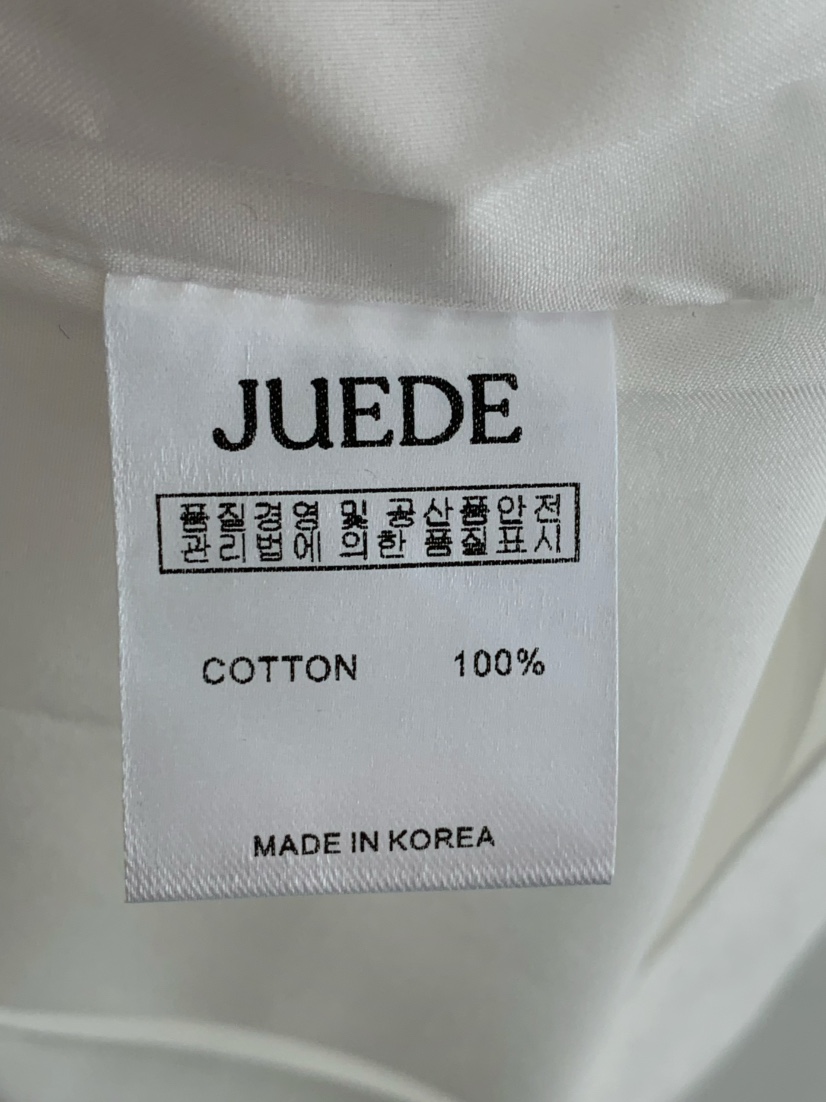 JUEDE
품질경영 및 공산품안전
관리법에 의한 품질표시
COTTON 100%
MADE IN KOREA